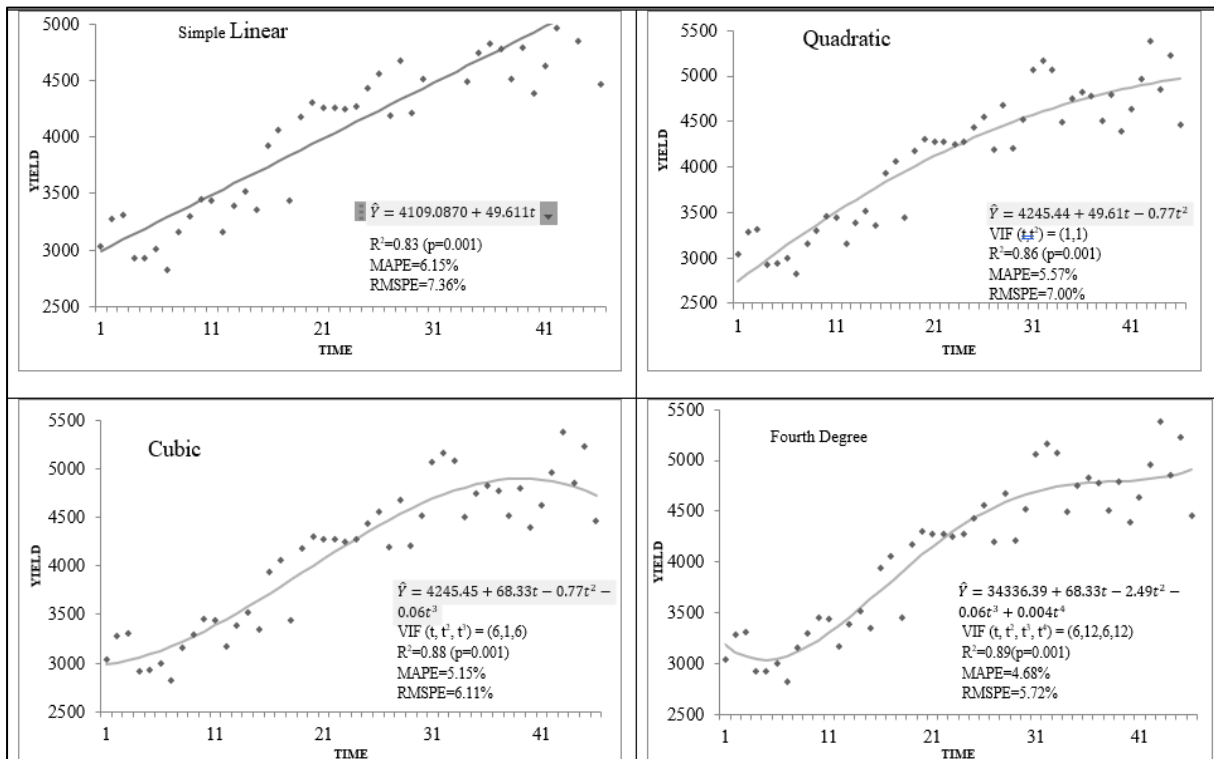 Simple Linear
5000
4500
4000
3500
3000
2500
YIELD
Ŷ = 4109.0870 + 49.611t
R²=0.83 (p=0.001)
MAPE=6.15%
RMSPE=7.36%
1 11 21 31 41
TIME
Quadratic
5500
5000
4500
4000
3500
3000
2500
YIELD
Ŷ = 4245.44 + 49.61t − 0.77t²
VIF (t,t²) = (1,1)
R²=0.86 (p=0.001)
MAPE=5.57%
RMSPE=7.00%
1 11 21 31 41
TIME
Cubic
5500
5000
4500
4000
3500
3000
2500
YIELD
Ŷ = 4245.45 + 68.33t − 0.77t² −
0.06t³
VIF (t, t², t³) = (6,1,6)
R²=0.88 (p=0.001)
MAPE=5.15%
RMSPE=6.11%
1 11 21 31 41
TIME
Fourth Degree
5500
5000
4500
4000
3500
3000
2500
YIELD
Ŷ = 34336.39 + 68.33t − 2.49t² −
0.06t³ + 0.004t⁴
VIF (t, t², t³, t⁴) = (6,12,6,12)
R²=0.89(p=0.001)
MAPE=4.68%
RMSPE=5.72%
1 11 21 31 41
TIME